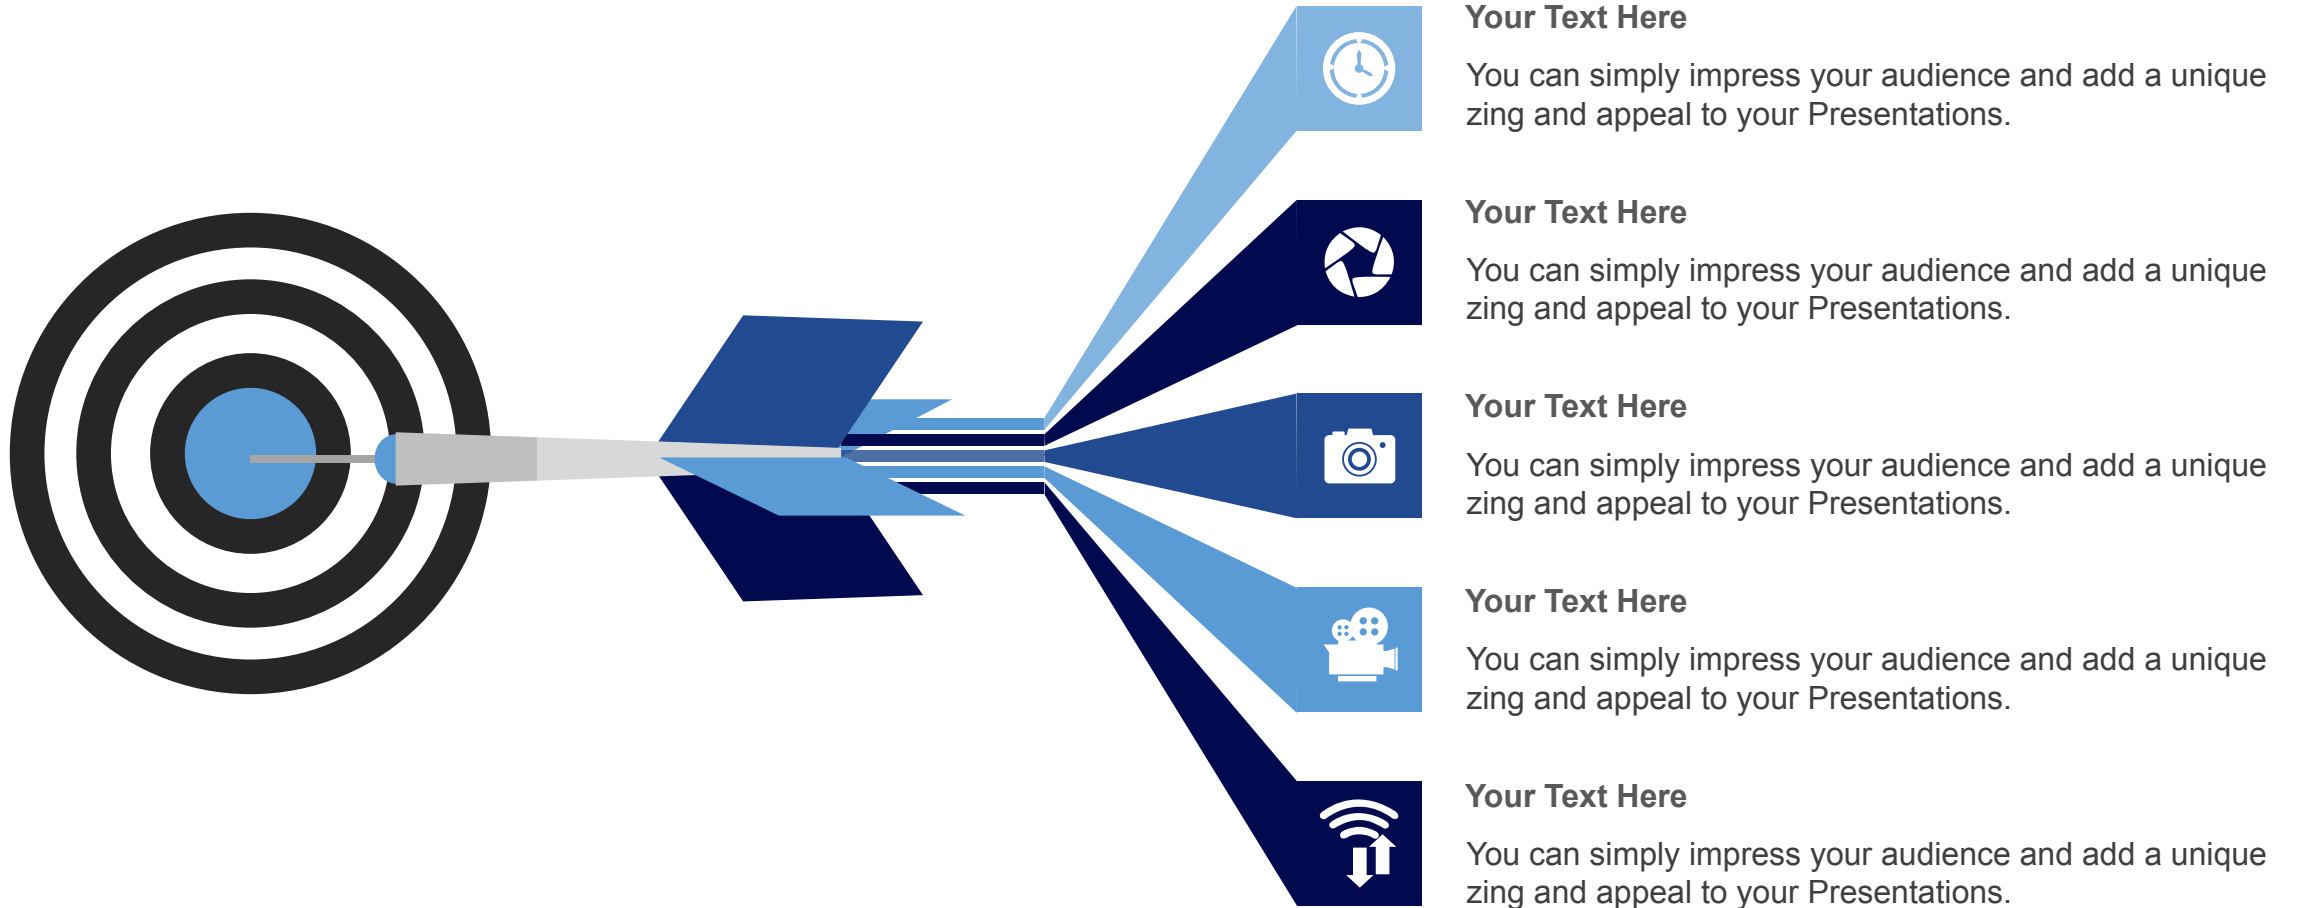 Your Text Here
You can simply impress your audience and add a unique
zing and appeal to your Presentations.
Your Text Here
You can simply impress your audience and add a unique
zing and appeal to your Presentations.
Your Text Here
You can simply impress your audience and add a unique
zing and appeal to your Presentations.
Your Text Here
You can simply impress your audience and add a unique
zing and appeal to your Presentations.
Your Text Here
You can simply impress your audience and add a unique
zing and appeal to your Presentations.